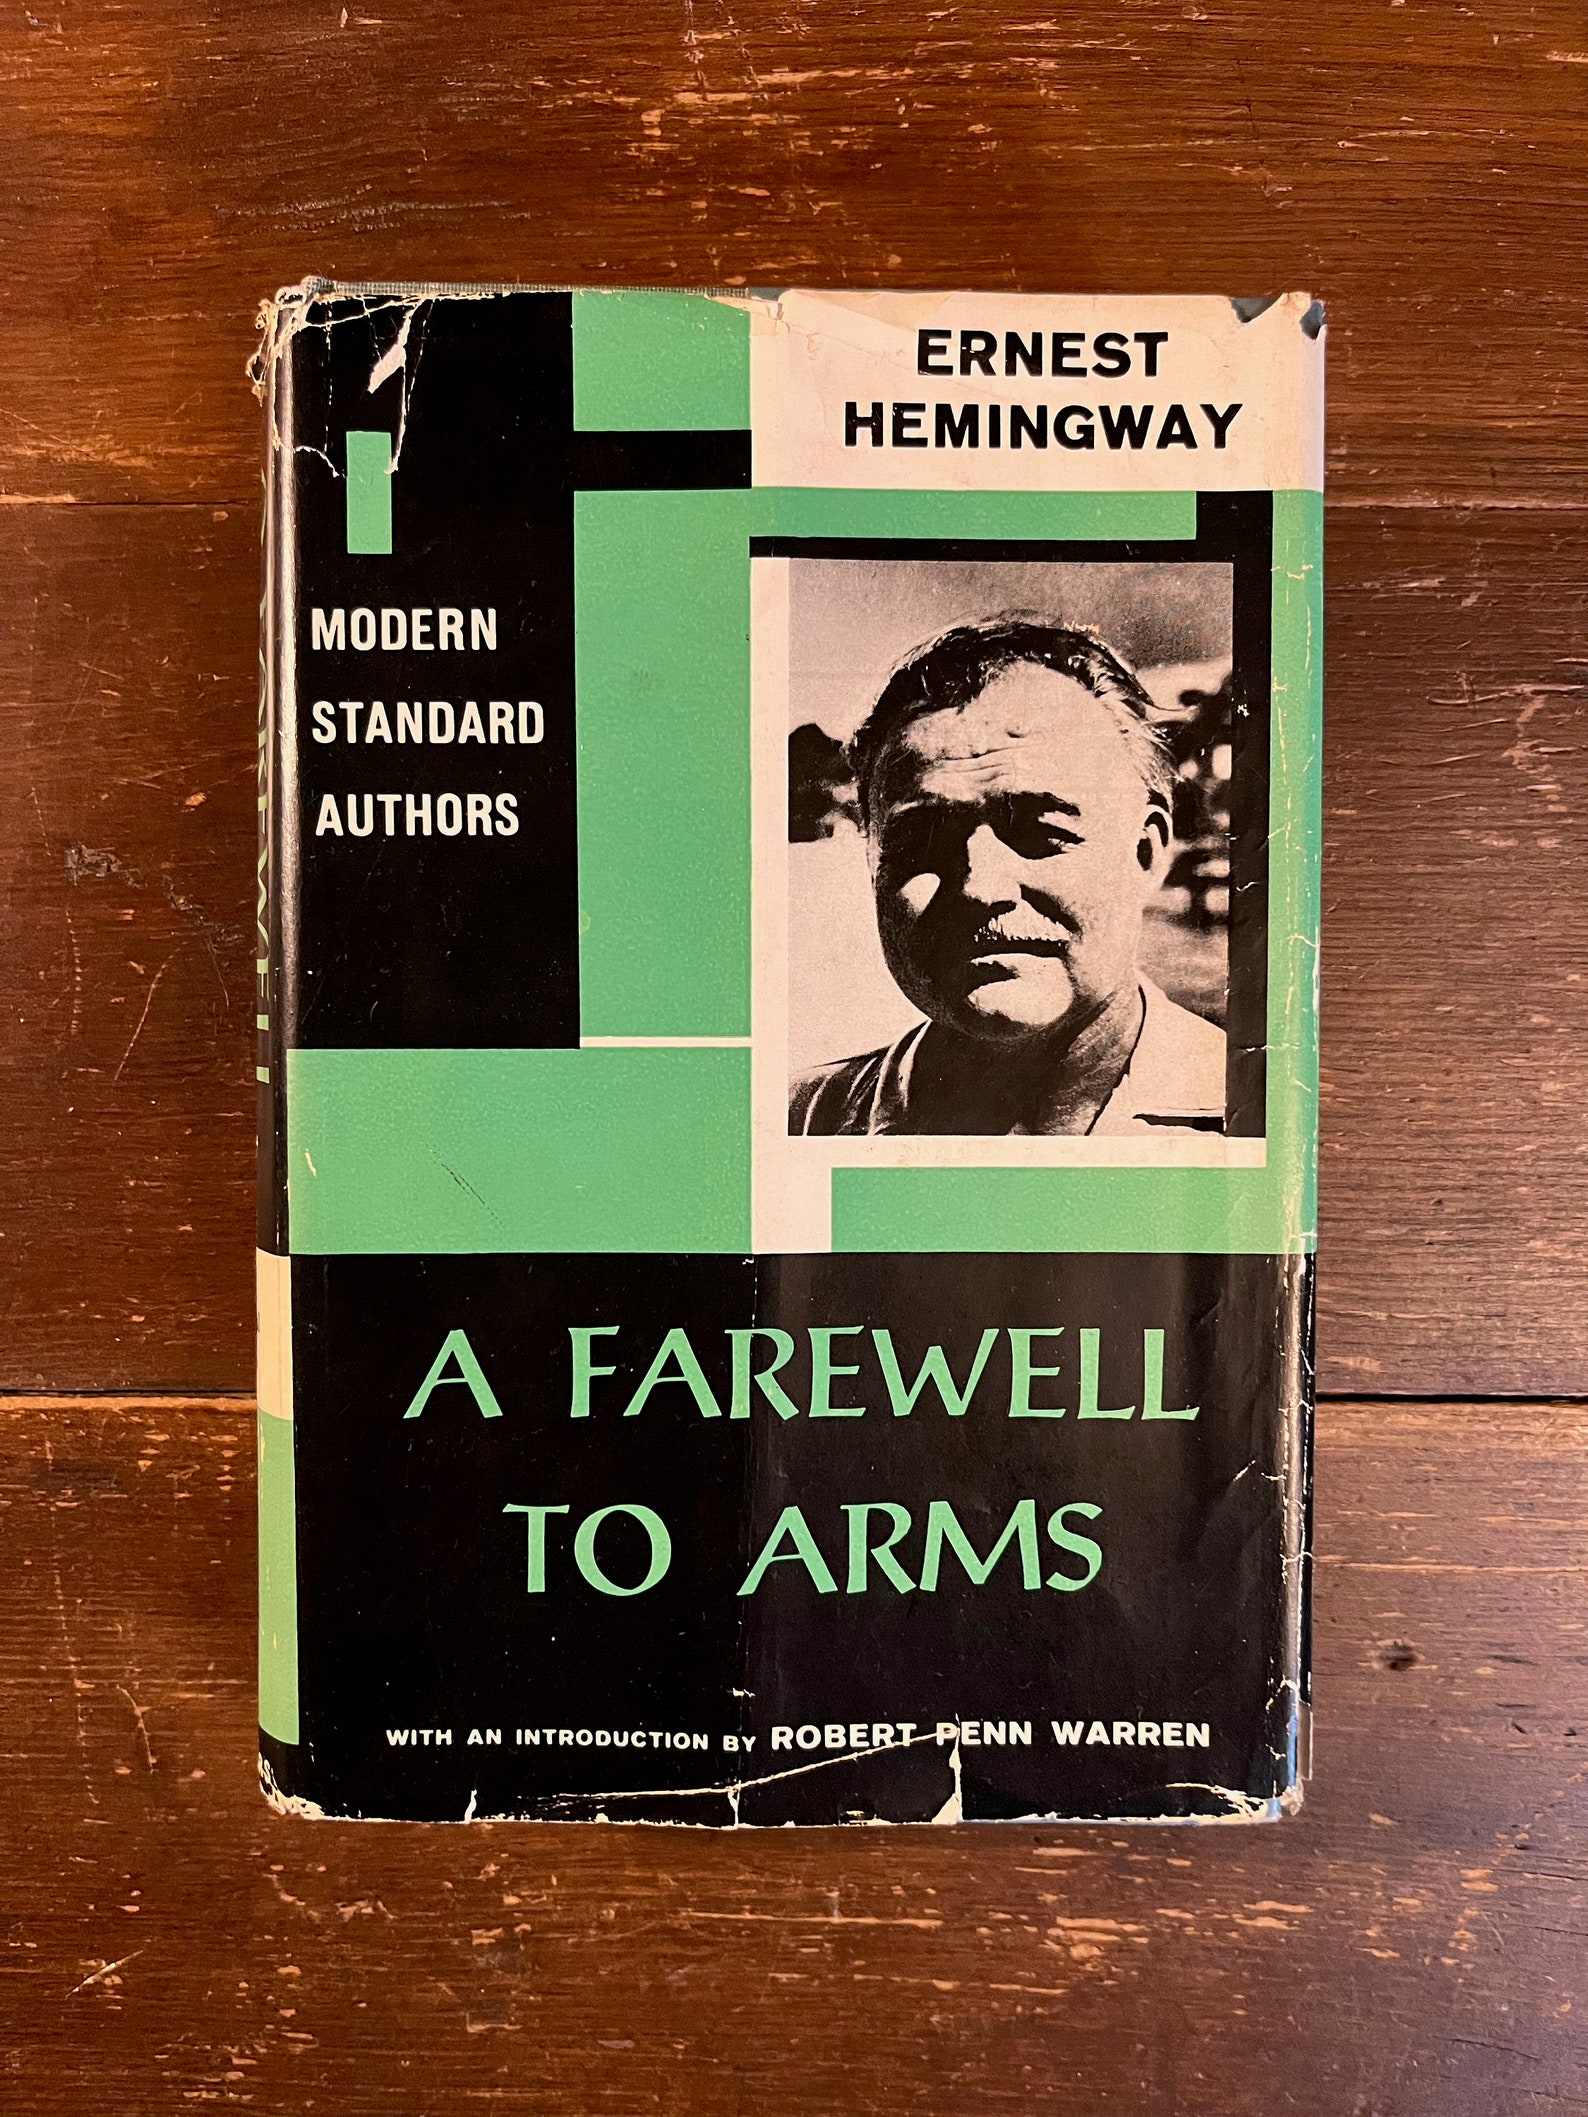 ERNEST
HEMINGWAY
MODERN
STANDARD
AUTHORS
A FAREWELL
TO ARMS
WITH AN INTRODUCTION BY ROBERT PENN WARREN